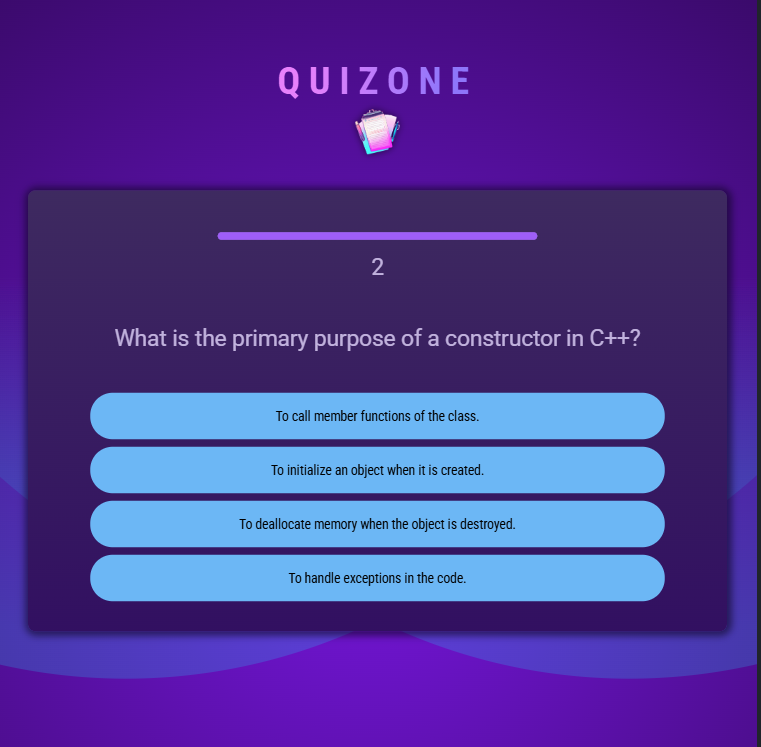 QUIZONE
2
What is the primary purpose of a constructor in C++?
To call member functions of the class.
To initialize an object when it is created.
To deallocate memory when the object is destroyed.
To handle exceptions in the code.